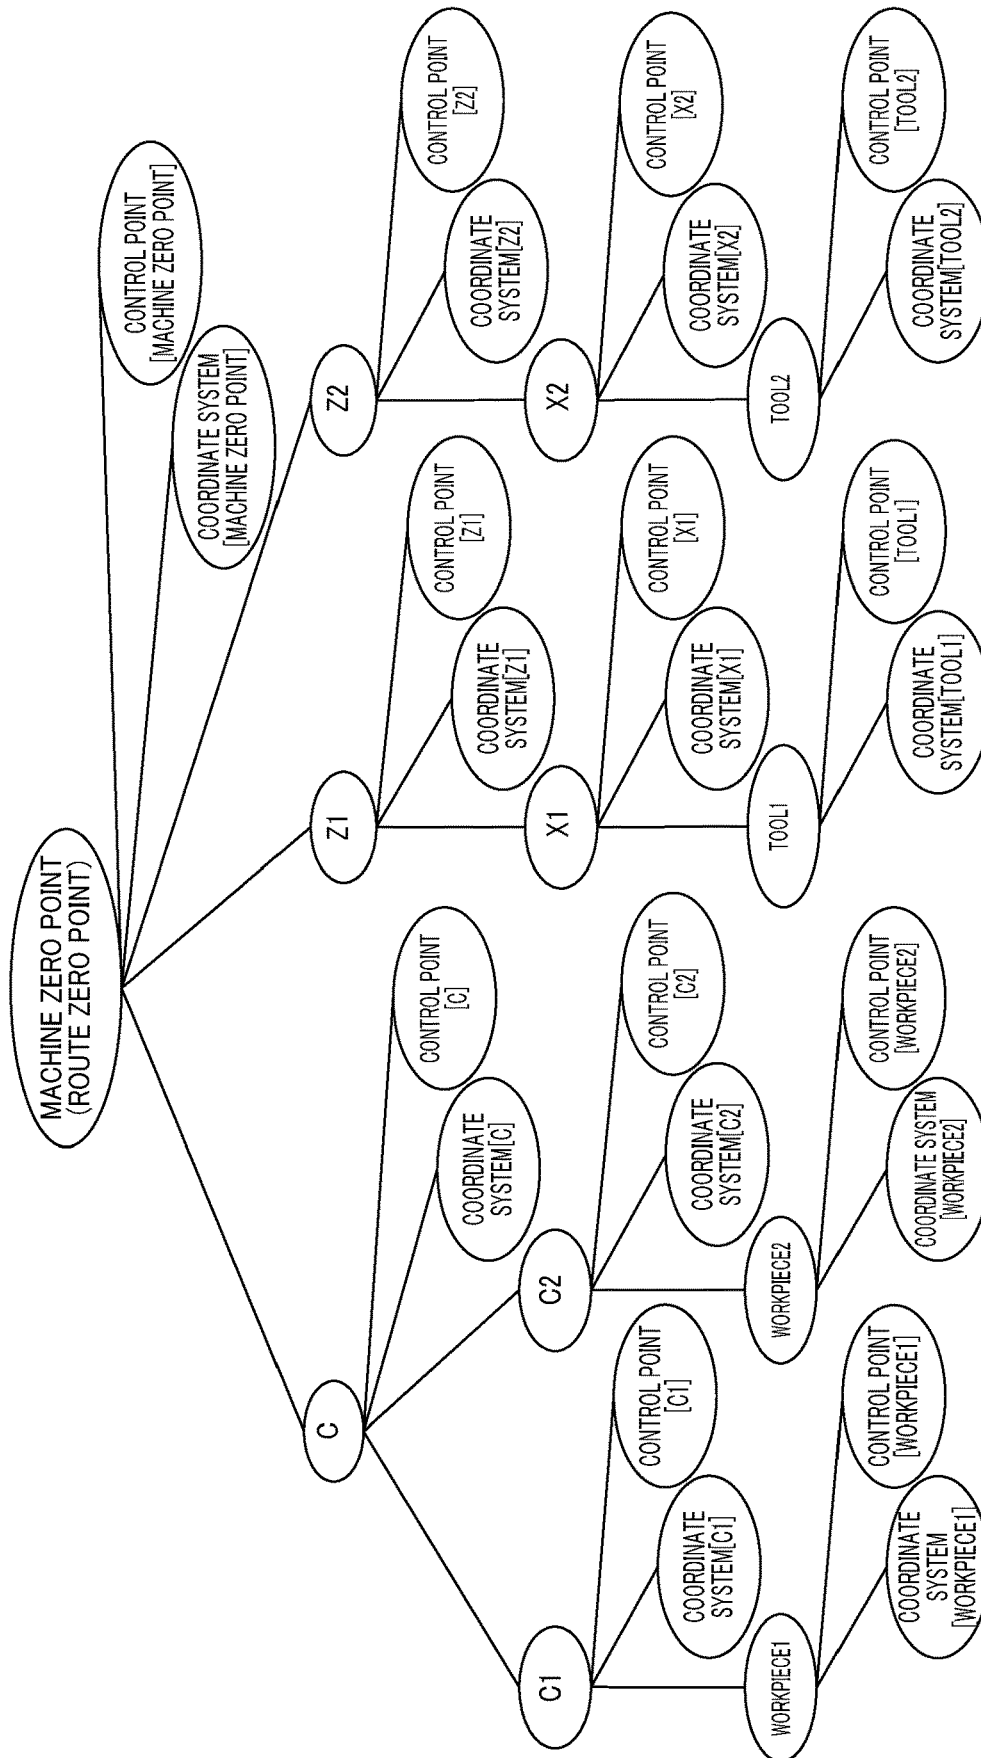 MACHINE ZERO POINT
(ROUTE ZERO POINT)
CONTROL POINT
[MACHINE ZERO POINT]
COORDINATE SYSTEM
[MACHINE ZERO POINT]
C
CONTROL POINT
[C]
COORDINATE
SYSTEM[C]
Z1
CONTROL POINT
[Z1]
COORDINATE
SYSTEM[Z1]
Z2
CONTROL POINT
[Z2]
COORDINATE
SYSTEM[Z2]
C1
CONTROL POINT
[C1]
COORDINATE
SYSTEM[C1]
C2
CONTROL POINT
[C2]
COORDINATE
SYSTEM[C2]
X1
CONTROL POINT
[X1]
COORDINATE
SYSTEM[X1]
X2
CONTROL POINT
[X2]
COORDINATE
SYSTEM[X2]
WORKPIECE1
CONTROL POINT
[WORKPIECE1]
COORDINATE
SYSTEM
[WORKPIECE1]
WORKPIECE2
CONTROL POINT
[WORKPIECE2]
COORDINATE SYSTEM
[WORKPIECE2]
TOOL1
CONTROL POINT
[TOOL1]
COORDINATE
SYSTEM[TOOL1]
TOOL2
CONTROL POINT
[TOOL2]
COORDINATE
SYSTEM[TOOL2]